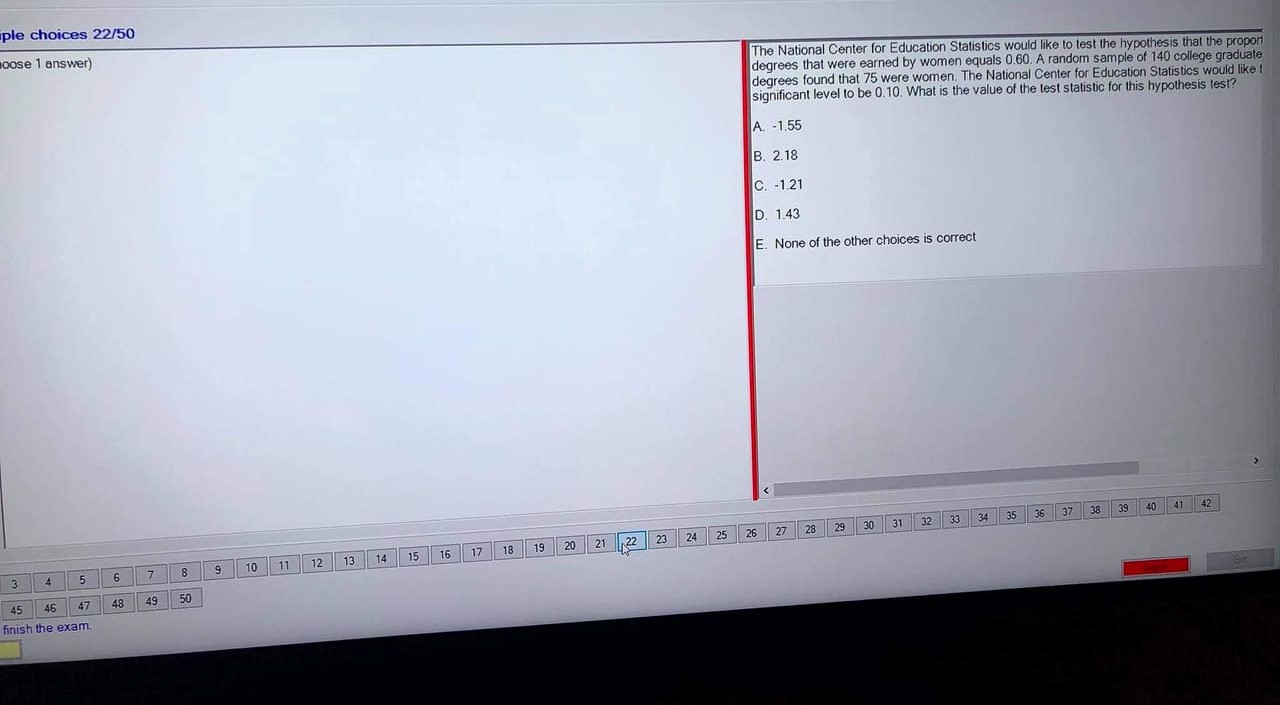 iple choices 22/50
oose 1 answer)
The National Center for Education Statistics would like to test the hypothesis that the proport
degrees that were earned by women equals 0.60. A random sample of 140 college graduate
degrees found that 75 were women. The National Center for Education Statistics would like t
significant level to be 0.10. What is the value of the test statistic for this hypothesis test?
A. -1.55
B. 2.18
C. -1.21
D. 1.43
E. None of the other choices is correct
3 4 5 6 7 8 9 10 11 12 13 14 15 16 17 18 19 20 21 22 23 24 25 26 27 28 29 30 31 32 33 34 35 36 37 38 39 40 41 42
45 46 47 48 49 50
finish the exam.
Exit